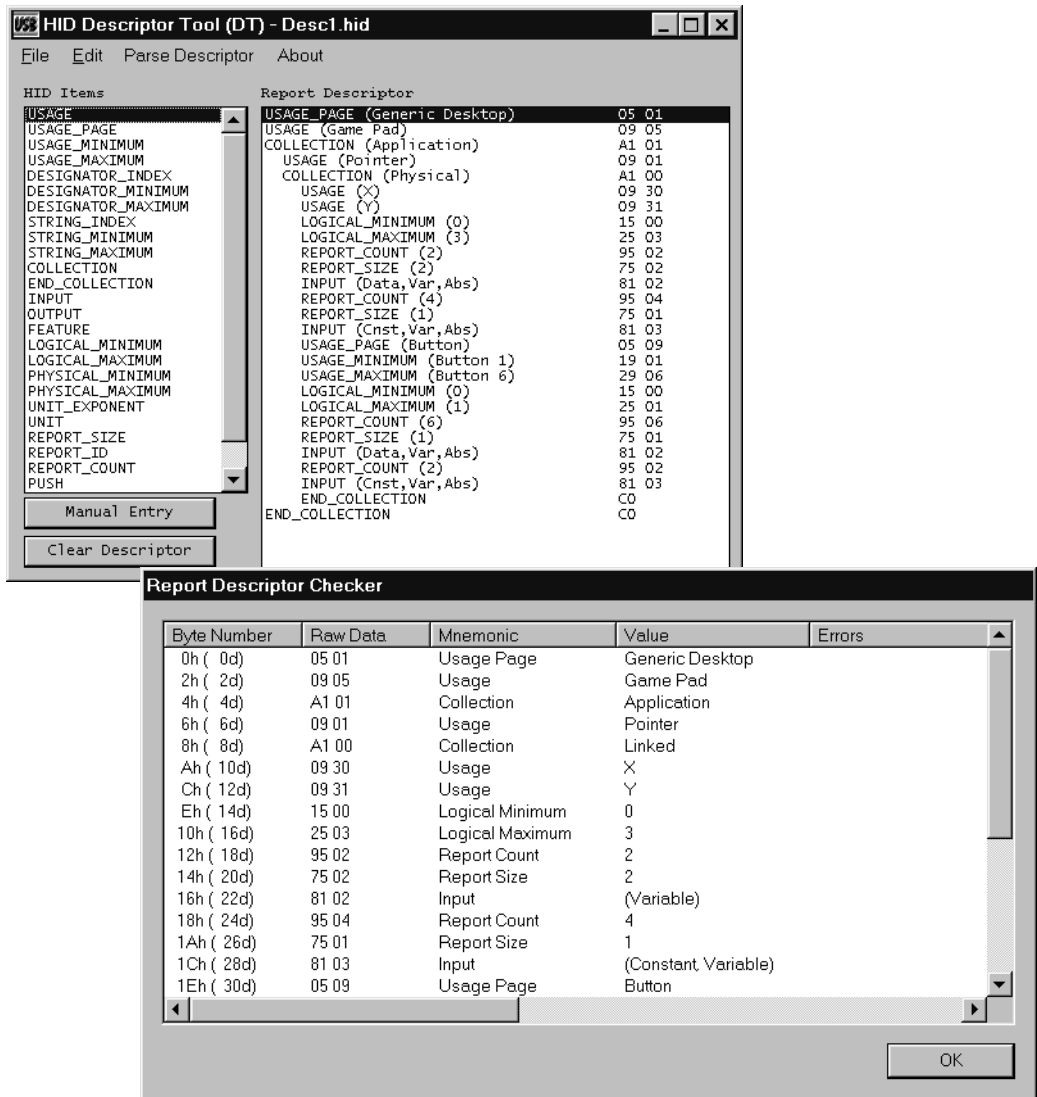 USB HID Descriptor Tool (DT) - Desc1.hid
File Edit Parse Descriptor About
HID Items
USAGE
USAGE_PAGE
USAGE_MINIMUM
USAGE_MAXIMUM
DESIGNATOR_INDEX
DESIGNATOR_MINIMUM
DESIGNATOR_MAXIMUM
STRING_INDEX
STRING_MINIMUM
STRING_MAXIMUM
COLLECTION
END_COLLECTION
INPUT
OUTPUT
FEATURE
LOGICAL_MINIMUM
LOGICAL_MAXIMUM
PHYSICAL_MINIMUM
PHYSICAL_MAXIMUM
UNIT_EXPONENT
UNIT
REPORT_SIZE
REPORT_ID
REPORT_COUNT
PUSH
Manual Entry
Clear Descriptor
Report Descriptor
USAGE_PAGE (Generic Desktop) 05 01
USAGE (Game Pad) 09 05
COLLECTION (Application) A1 01
USAGE (Pointer) 09 01
COLLECTION (Physical) A1 00
USAGE (X) 09 30
USAGE (Y) 09 31
LOGICAL_MINIMUM (0) 15 00
LOGICAL_MAXIMUM (3) 25 03
REPORT_COUNT (2) 95 02
REPORT_SIZE (2) 75 02
INPUT (Data,Var,Abs) 81 02
REPORT_COUNT (4) 95 04
REPORT_SIZE (1) 75 01
INPUT (Cnst,Var,Abs) 81 03
USAGE_PAGE (Button) 05 09
USAGE_MINIMUM (Button 1) 19 01
USAGE_MAXIMUM (Button 6) 29 06
LOGICAL_MINIMUM (0) 15 00
LOGICAL_MAXIMUM (1) 25 01
REPORT_COUNT (6) 95 06
REPORT_SIZE (1) 75 01
INPUT (Data,Var,Abs) 81 02
REPORT_COUNT (2) 95 02
INPUT (Cnst,Var,Abs) 81 03
END_COLLECTION C0
END_COLLECTION C0
Report Descriptor Checker
Byte Number Raw Data Mnemonic Value Errors
0h ( 0d) 05 01 Usage Page Generic Desktop
2h ( 2d) 09 05 Usage Game Pad
4h ( 4d) A1 01 Collection Application
6h ( 6d) 09 01 Usage Pointer
8h ( 8d) A1 00 Collection Linked
Ah ( 10d) 09 30 Usage X
Ch ( 12d) 09 31 Usage Y
Eh ( 14d) 15 00 Logical Minimum 0
10h ( 16d) 25 03 Logical Maximum 3
12h ( 18d) 95 02 Report Count 2
14h ( 20d) 75 02 Report Size 2
16h ( 22d) 81 02 Input (Variable)
18h ( 24d) 95 04 Report Count 4
1Ah ( 26d) 75 01 Report Size 1
1Ch ( 28d) 81 03 Input (Constant, Variable)
1Eh ( 30d) 05 09 Usage Page Button
OK